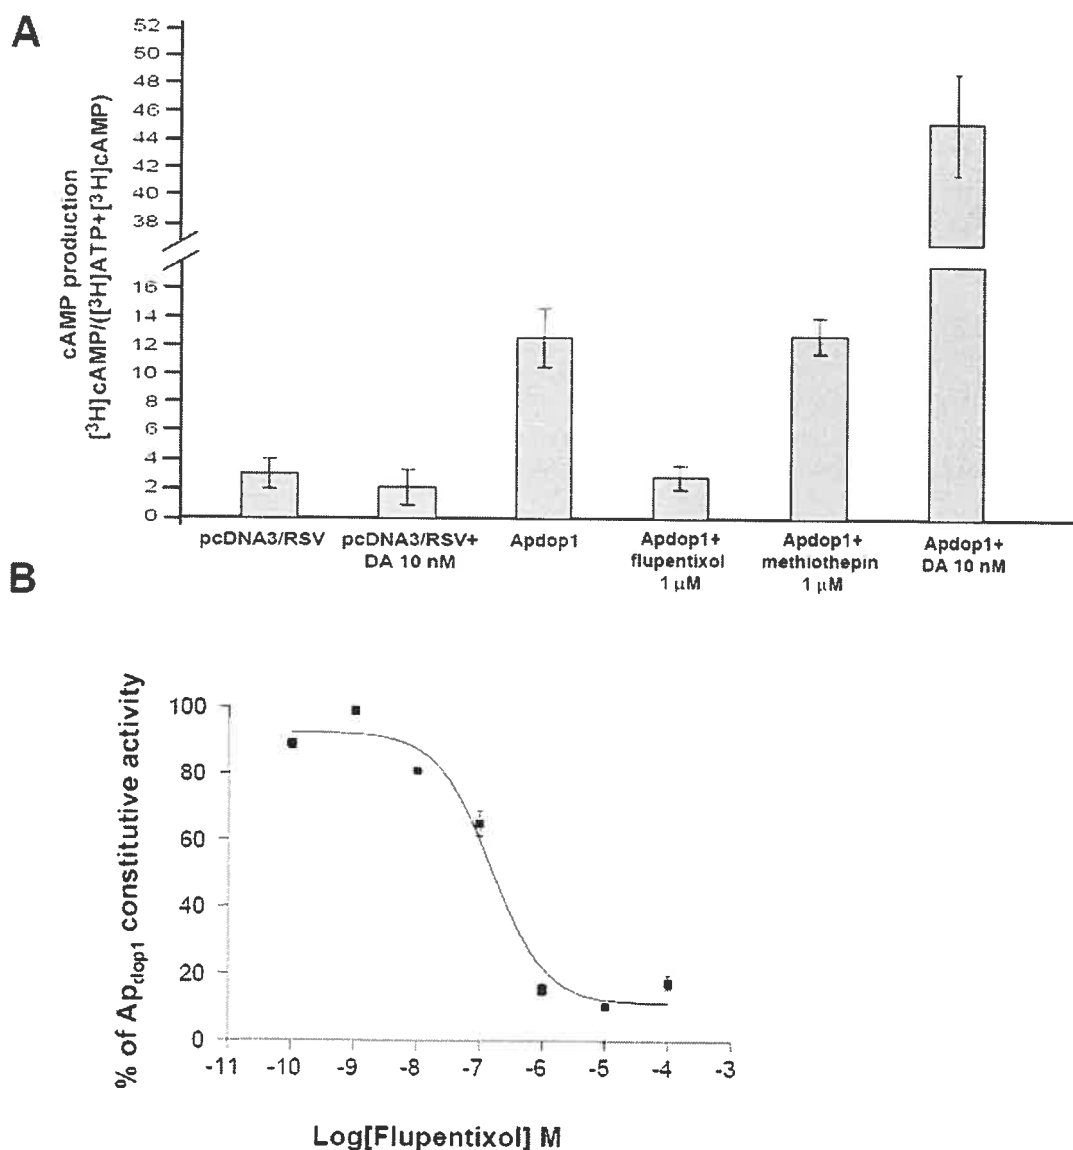 A
cAMP production
[³H]cAMP/([³H]ATP+[³H]cAMP)
52
50
48
46
44
42
40
38
16
14
12
10
8
6
4
2
0
pcDNA3/RSV
pcDNA3/RSV+
DA 10 nM
Apdop1
Apdop1+
flupentixol
1 µM
Apdop1+
methiothepin
1 µM
Apdop1+
DA 10 nM
B
% of Apdop1 constitutive activity
100
80
60
40
20
0
-11
-10
-9
-8
-7
-6
-5
-4
-3
Log[Flupentixol] M